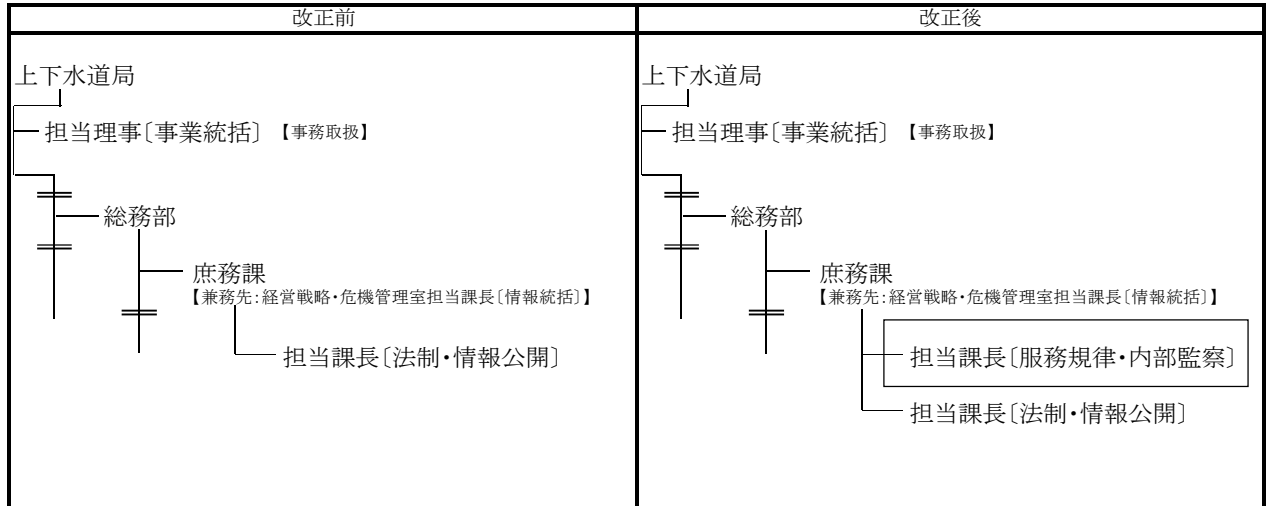 改正前
上下水道局
担当理事〔事業統括〕 【事務取扱】
総務部
庶務課
【兼務先:経営戦略・危機管理室担当課長〔情報統括〕】
担当課長〔法制・情報公開〕
改正後
上下水道局
担当理事〔事業統括〕 【事務取扱】
総務部
庶務課
【兼務先:経営戦略・危機管理室担当課長〔情報統括〕】
担当課長〔服務規律・内部監察〕
担当課長〔法制・情報公開〕